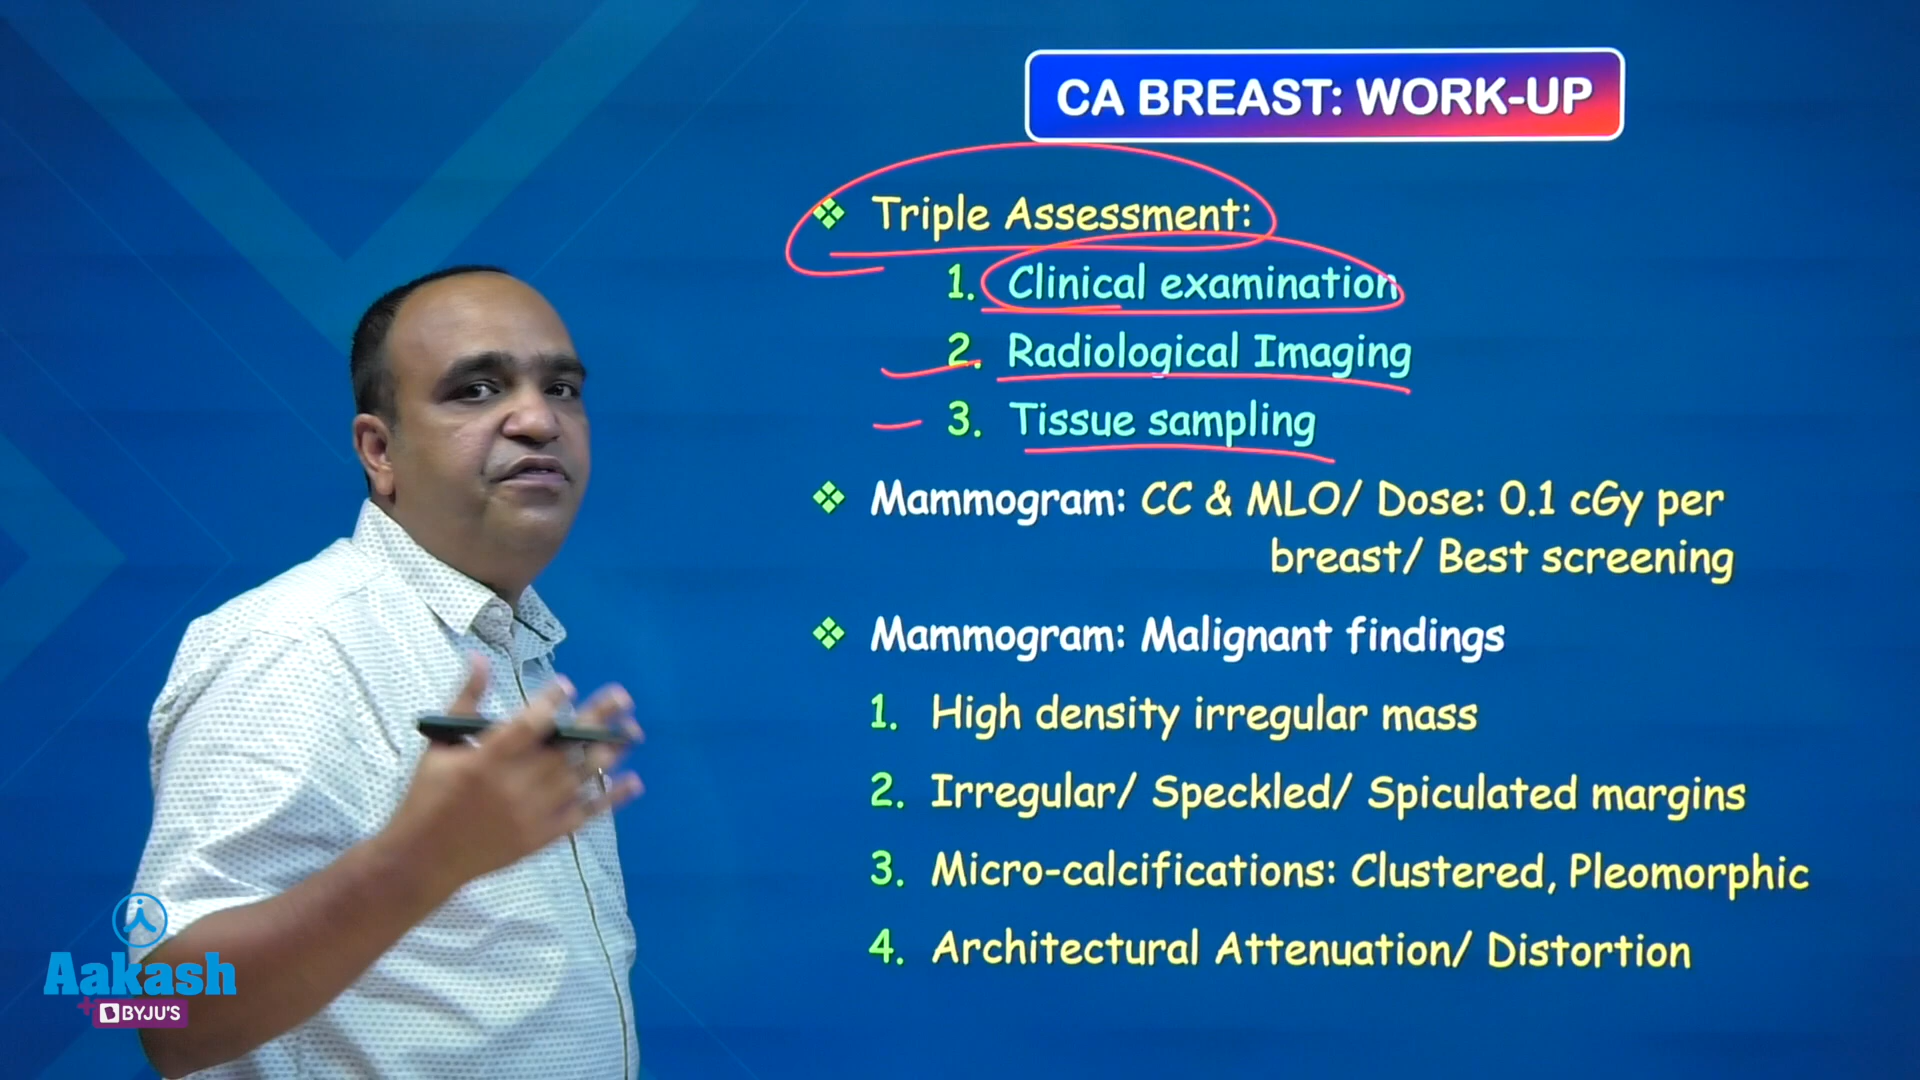 CA BREAST: WORK-UP
❖ Triple Assessment:
1. Clinical examination
2. Radiological Imaging
3. Tissue sampling
❖ Mammogram: CC & MLO/ Dose: 0.1 cGy per
breast/ Best screening
❖ Mammogram: Malignant findings
1. High density irregular mass
2. Irregular/ Speckled/ Spiculated margins
3. Micro-calcifications: Clustered, Pleomorphic
4. Architectural Attenuation/ Distortion
Aakash
+ BYJU'S